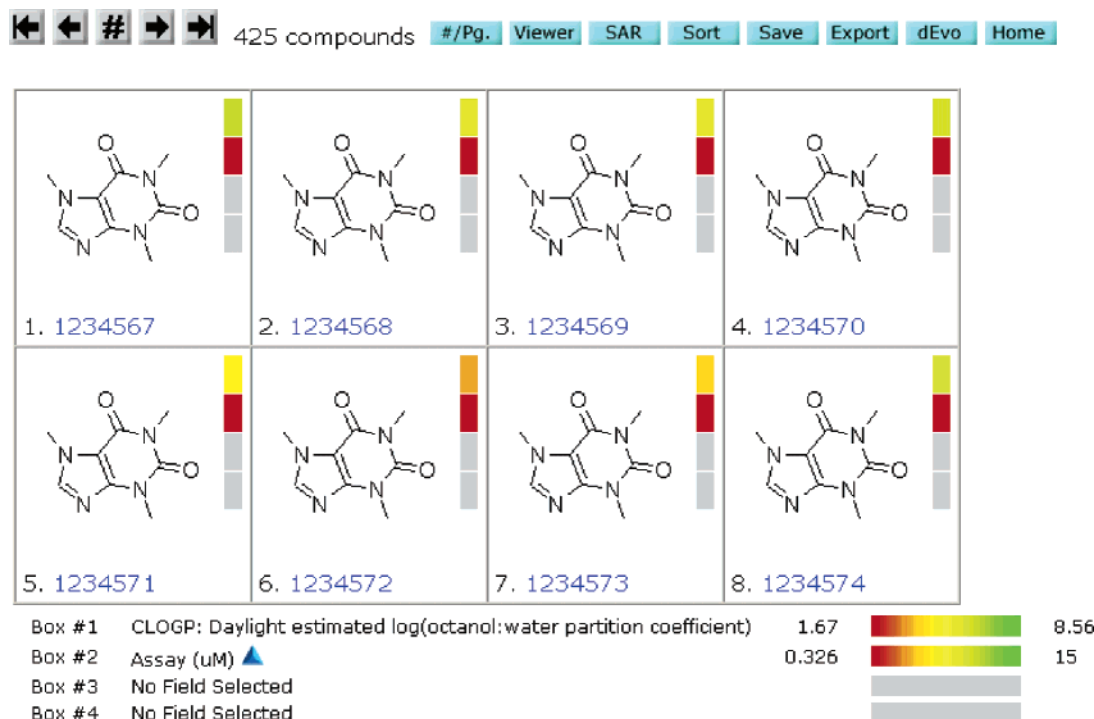 # 425 compounds #/Pg. Viewer SAR Sort Save Export dEvo Home
O N N N N O
O N N N N O
O N N N N O
O N N N N O
1. 1234567 2. 1234568 3. 1234569 4. 1234570
O N N N N O
O N N N N O
O N N N N O
O N N N N O
5. 1234571 6. 1234572 7. 1234573 8. 1234574
Box #1 CLOGP: Daylight estimated log(octanol:water partition coefficient) 1.67 8.56
Box #2 Assay (uM) 0.326 15
Box #3 No Field Selected
Box #4 No Field Selected